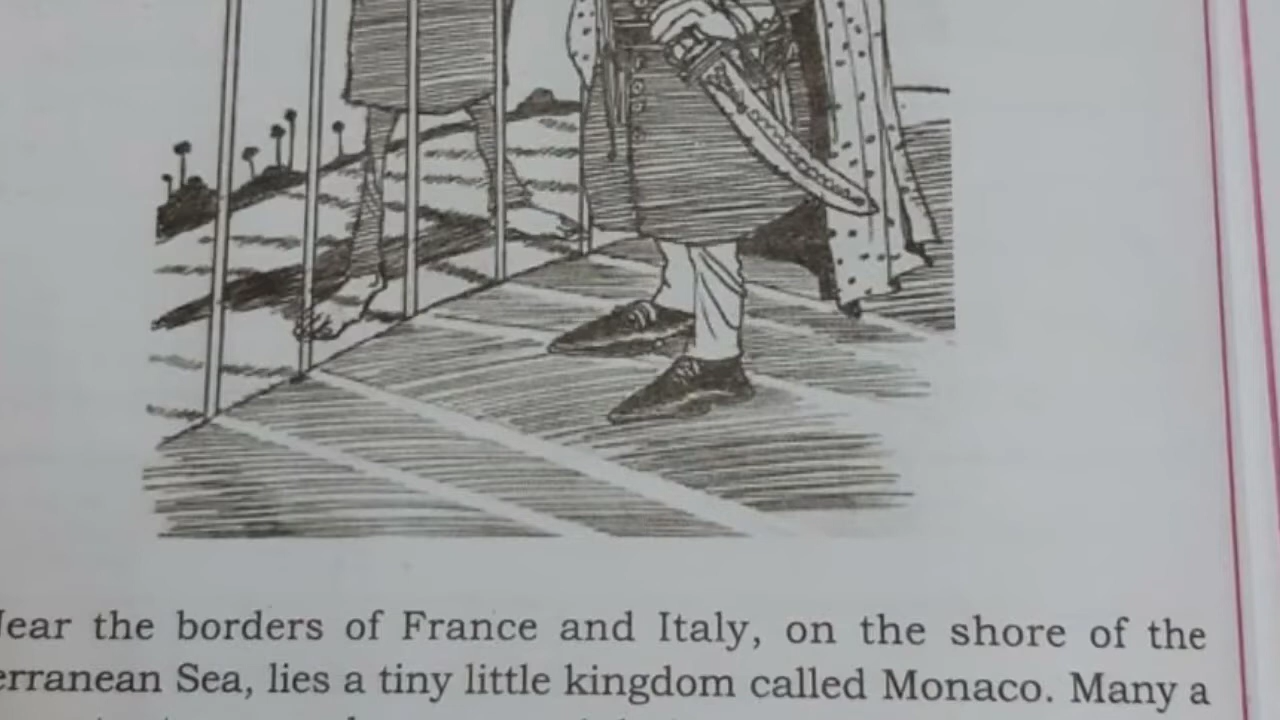 ear the borders of France and Italy, on the shore of the
erranean Sea, lies a tiny little kingdom called Monaco. Many a